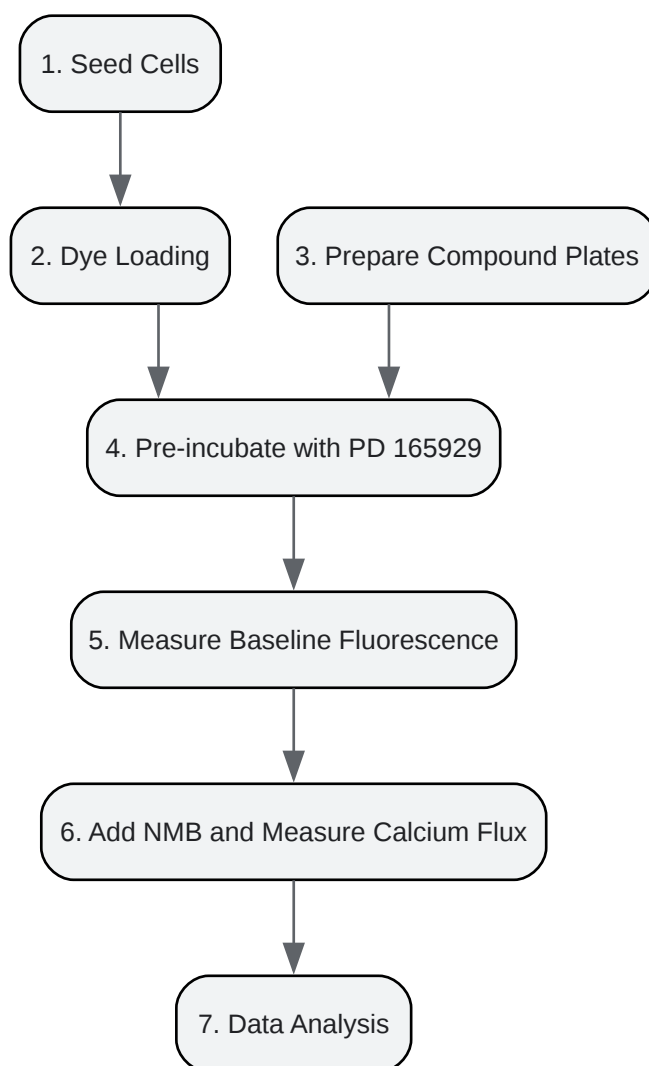 1. Seed Cells
2. Dye Loading
3. Prepare Compound Plates
4. Pre-incubate with PD 165929
5. Measure Baseline Fluorescence
6. Add NMB and Measure Calcium Flux
7. Data Analysis